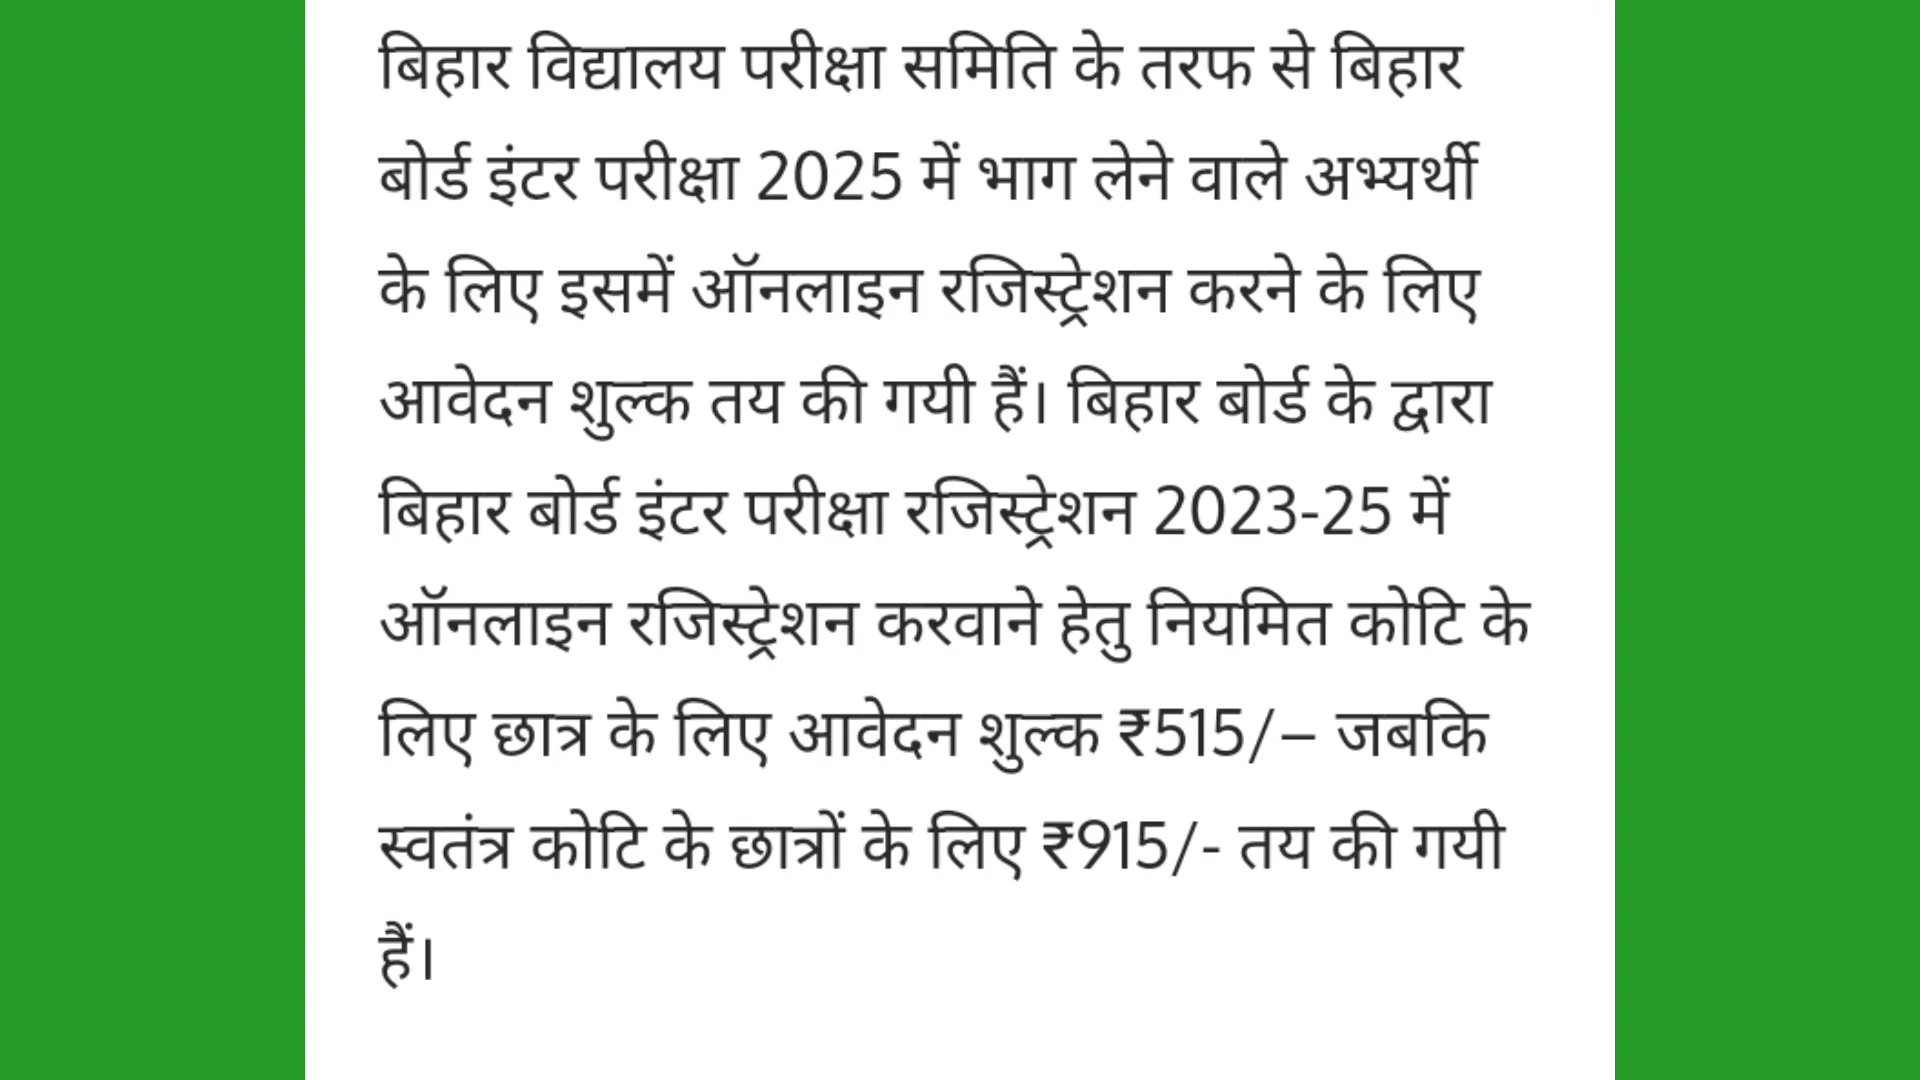 बिहार विद्यालय परीक्षा समिति के तरफ से बिहार
बोर्ड इंटर परीक्षा 2025 में भाग लेने वाले अभ्यर्थी
के लिए इसमें ऑनलाइन रजिस्ट्रेशन करने के लिए
आवेदन शुल्क तय की गयी हैं। बिहार बोर्ड के द्वारा
बिहार बोर्ड इंटर परीक्षा रजिस्ट्रेशन 2023-25 में
ऑनलाइन रजिस्ट्रेशन करवाने हेतु नियमित कोटि के
लिए छात्र के लिए आवेदन शुल्क ₹515/– जबकि
स्वतंत्र कोटि के छात्रों के लिए ₹915/- तय की गयी
हैं।